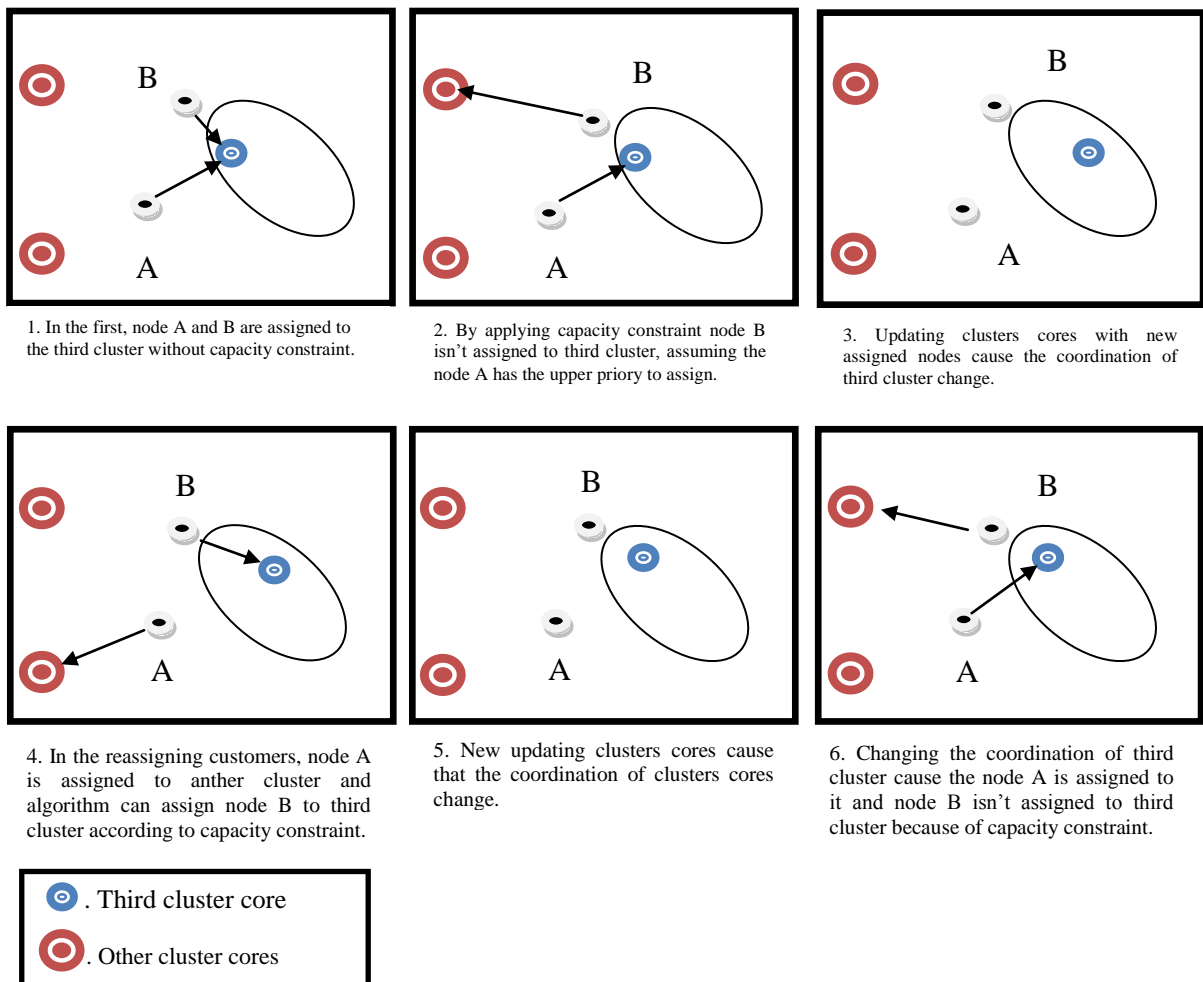 B
A
1. In the first, node A and B are assigned to
the third cluster without capacity constraint.
B
A
2. By applying capacity constraint node B
isn't assigned to third cluster, assuming the
node A has the upper priory to assign.
B
A
3. Updating clusters cores with new
assigned nodes cause the coordination of
third cluster change.
B
A
4. In the reassigning customers, node A
is assigned to anther cluster and
algorithm can assign node B to third
cluster according to capacity constraint.
B
A
5. New updating clusters cores cause
that the coordination of clusters cores
change.
B
A
6. Changing the coordination of third
cluster cause the node A is assigned to
it and node B isn't assigned to third
cluster because of capacity constraint.
. Third cluster core
. Other cluster cores